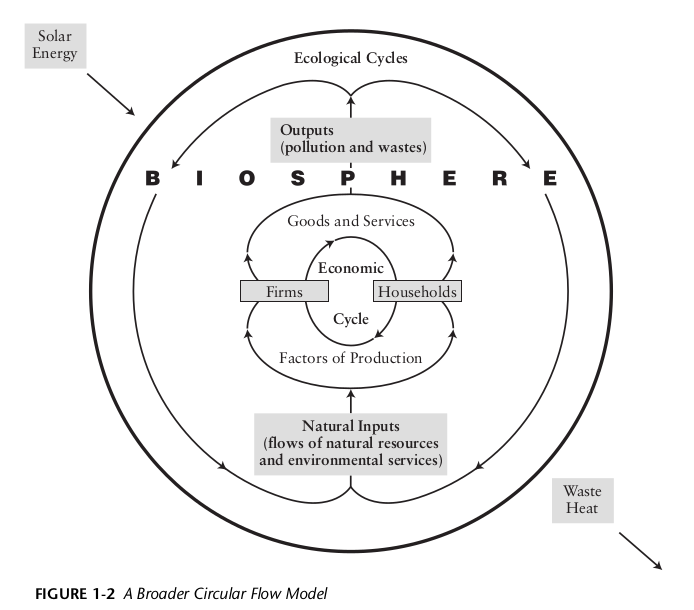 Solar
Energy
Ecological Cycles
Outputs
(pollution and wastes)
BIOSPHERE
Goods and Services
Economic
Firms
Households
Cycle
Factors of Production
Natural Inputs
(flows of natural resources
and environmental services)
Waste
Heat
FIGURE 1-2 A Broader Circular Flow Model